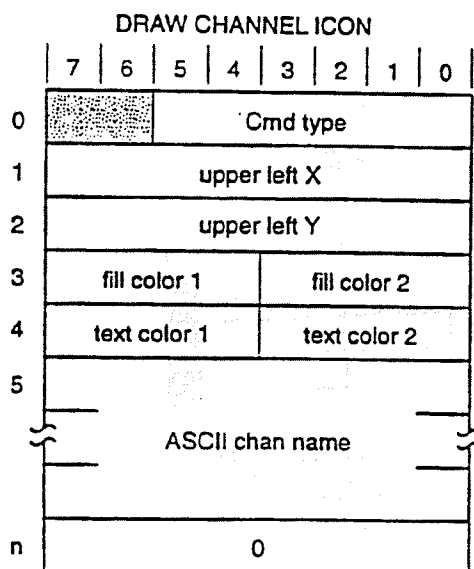 DRAW CHANNEL ICON
7 6 5 4 3 2 1 0
0 Cmd type
1 upper left X
2 upper left Y
3 fill color 1 fill color 2
4 text color 1 text color 2
5
ASCII chan name
n 0